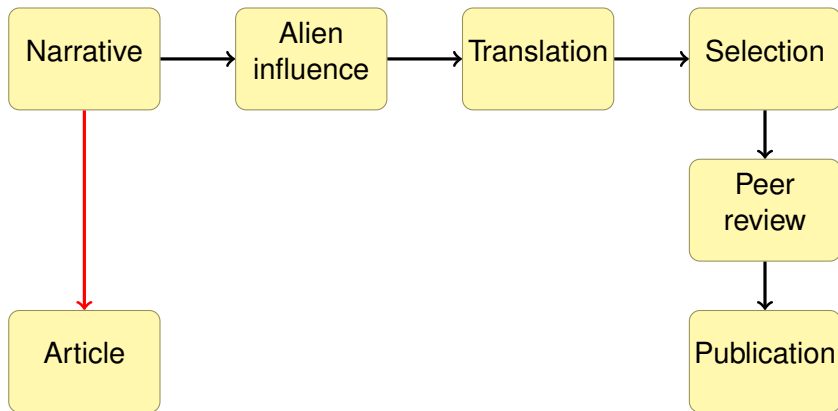 Narrative
Alien
influence
Translation
Selection
Peer
review
Article
Publication